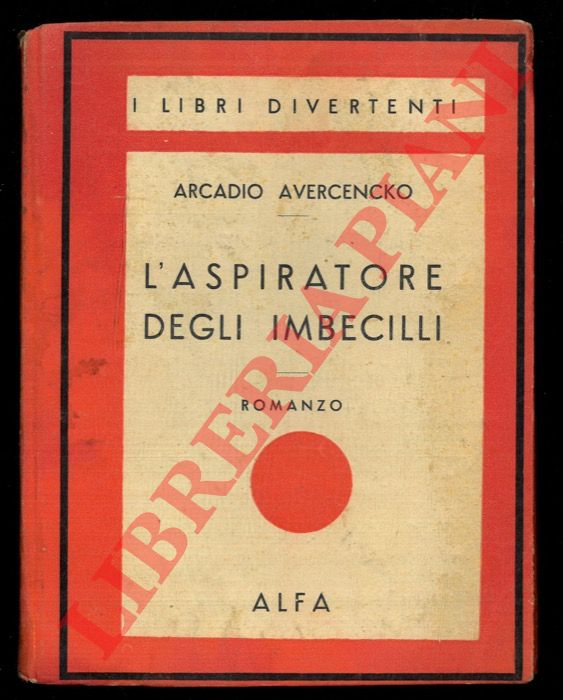 I LIBRI DIVERTENTI
ARCADIO AVERCENCKO
L'ASPIRATORE
DEGLI IMBECILLI
ROMANZO
ALFA
LIBRERIA PIANI